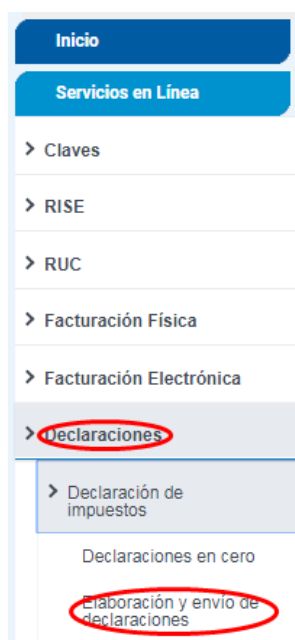 Inicio
Servicios en Línea
Claves
RISE
RUC
Facturación Física
Facturación Electrónica
Declaraciones
Declaración de
impuestos
Declaraciones en cero
Elaboración y envío de
declaraciones